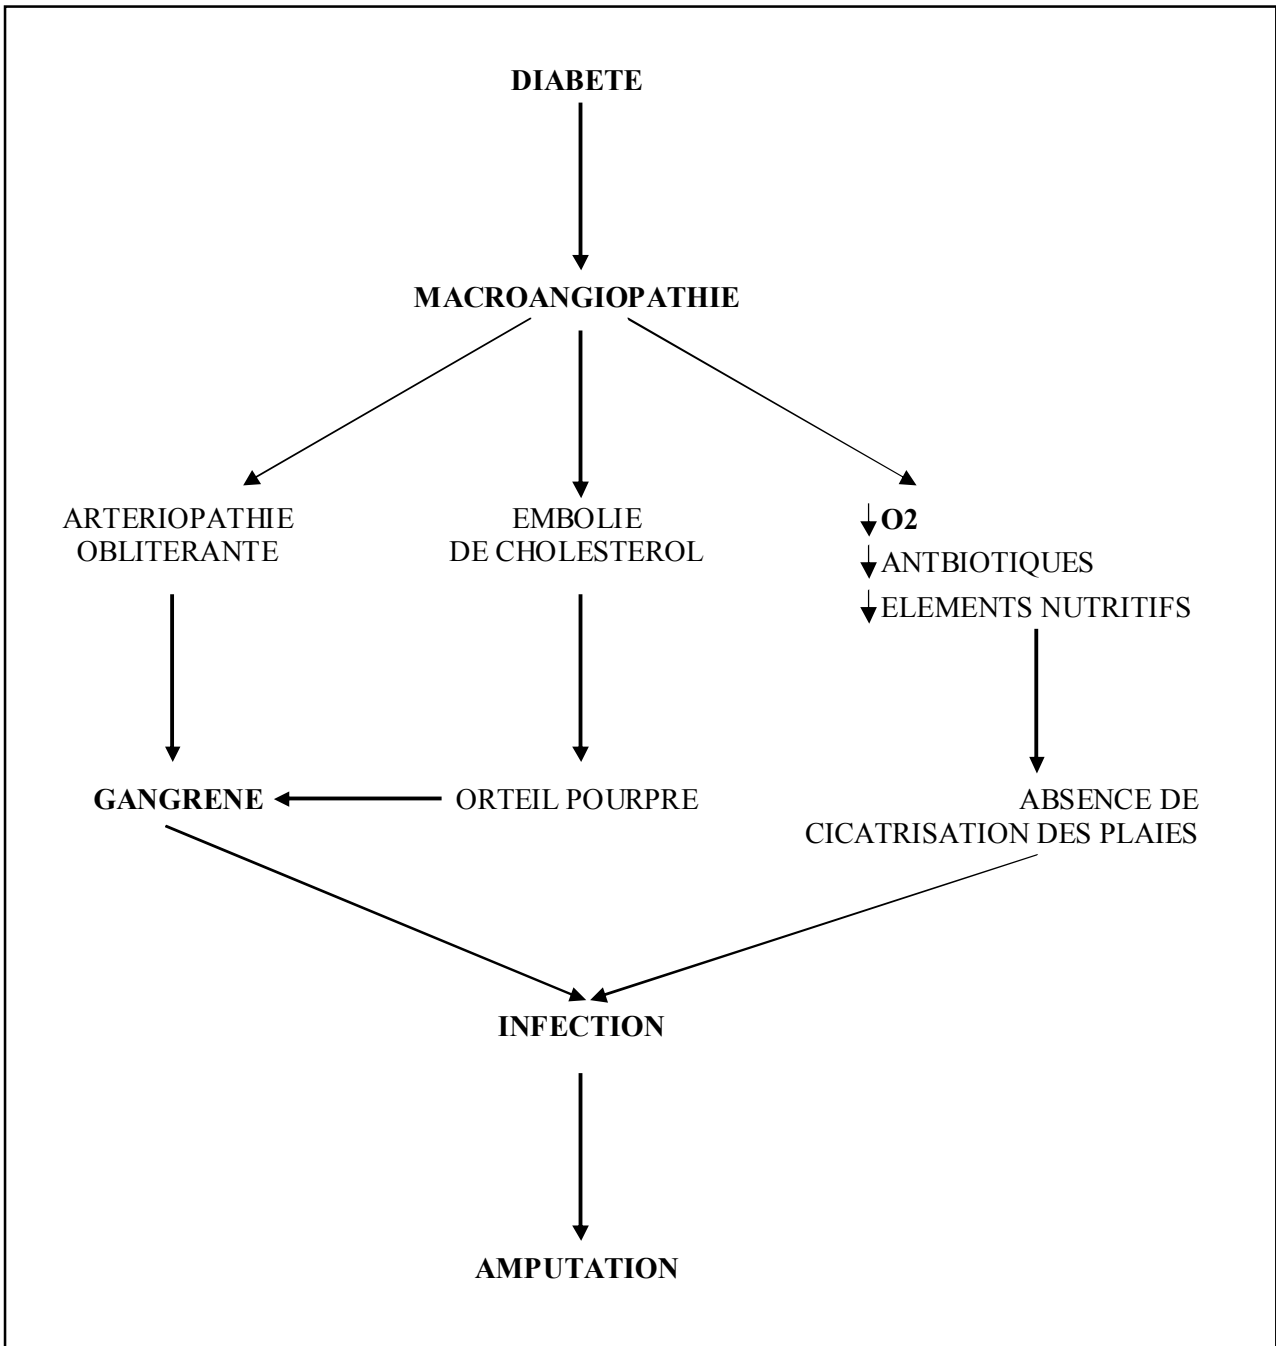 DIABETE
MACROANGIOPATHIE
ARTERIOPATHIE
OBLITERANTE
EMBOLIE
DE CHOLESTEROL
↓ O2
↓ ANTBIOTIQUES
↓ ELEMENTS NUTRITIFS
GANGRENE
ORTEIL POURPRE
ABSENCE DE
CICATRISATION DES PLAIES
INFECTION
AMPUTATION